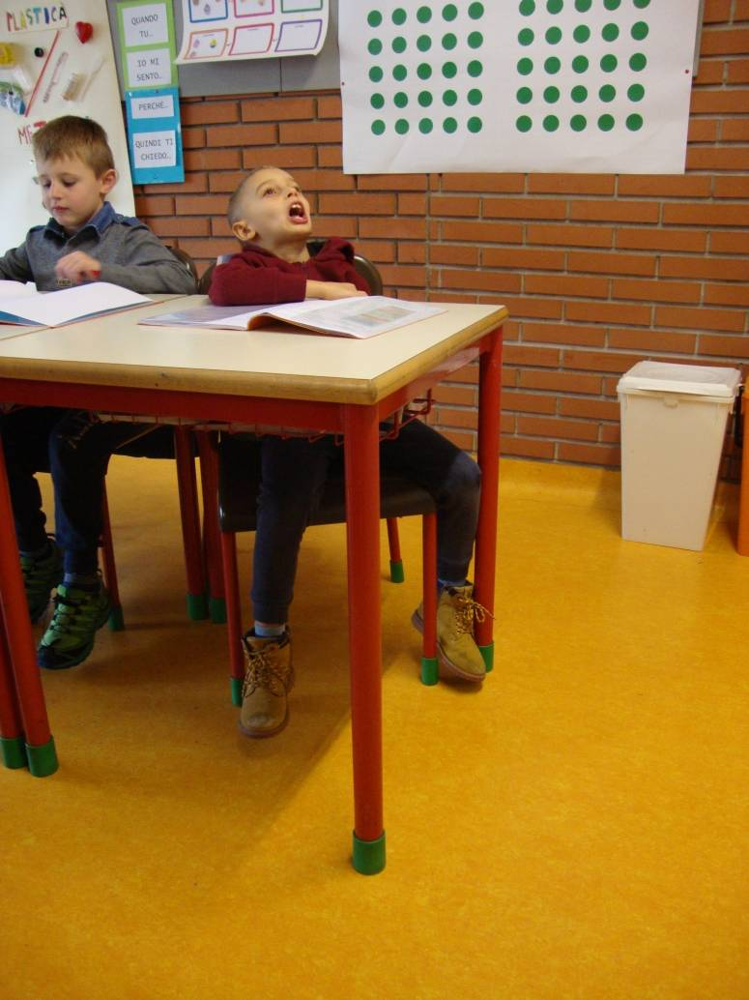 PLASTICA
QUANDO
TU…
IO MI
SENTO…
PERCHÉ…
QUINDI TI
CHIEDO…